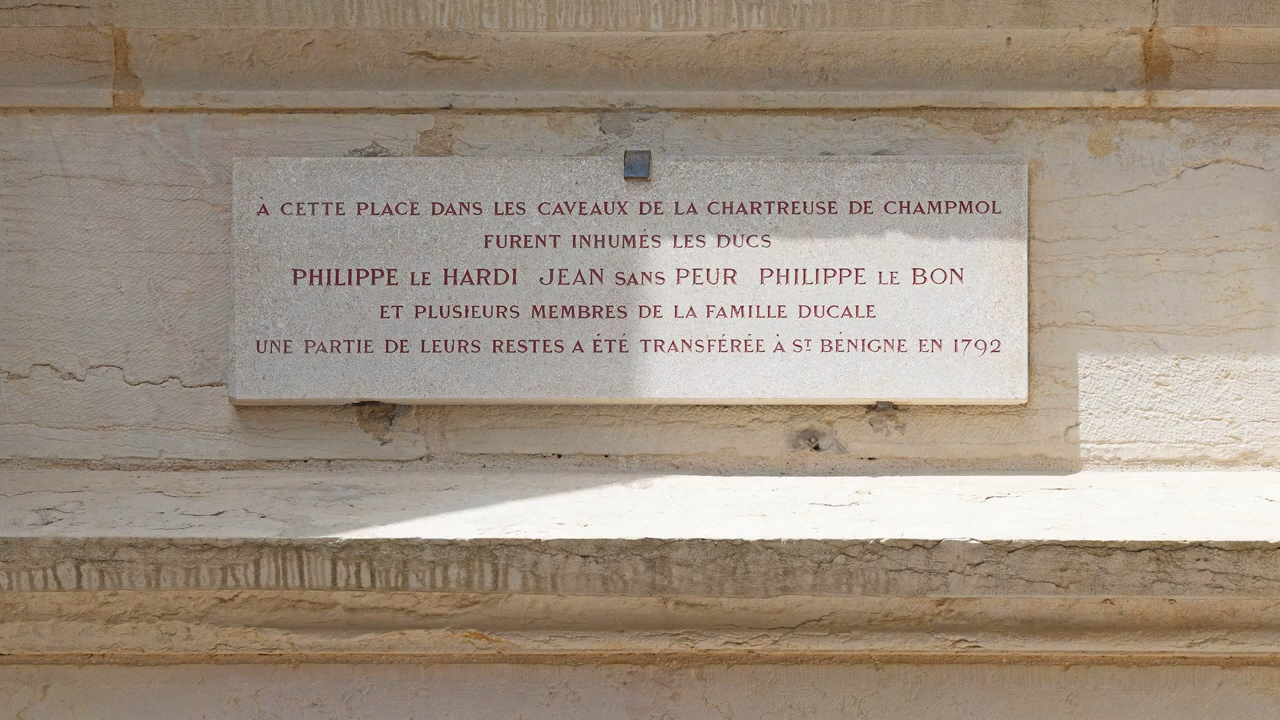 À CETTE PLACE DANS LES CAVEAUX DE LA CHARTREUSE DE CHAMPMOL
FURENT INHUMÉS LES DUCS
PHILIPPE LE HARDI JEAN SANS PEUR PHILIPPE LE BON
ET PLUSIEURS MEMBRES DE LA FAMILLE DUCALE
UNE PARTIE DE LEURS RESTES A ÉTÉ TRANSFÉRÉE À ST BÉNIGNE EN 1792